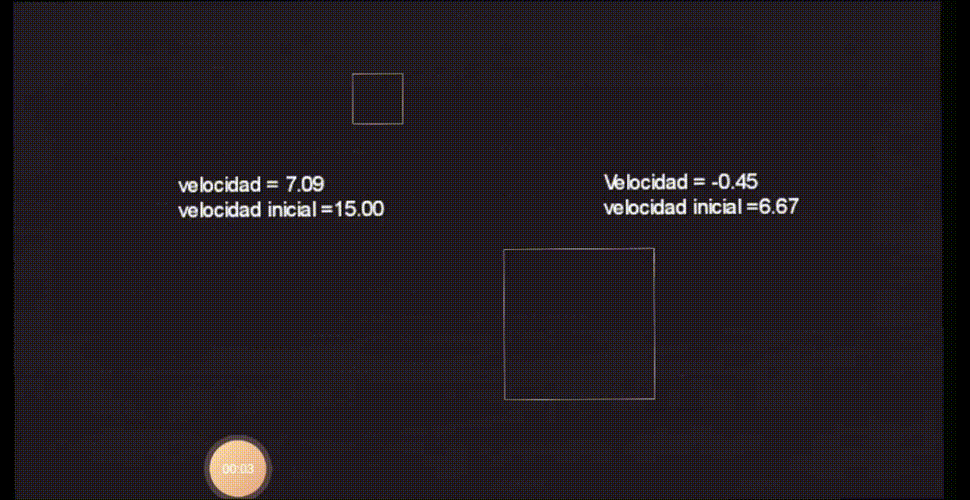 velocidad = 7.09
velocidad inicial =15.00
Velocidad = -0.45
velocidad inicial =6.67
00:03